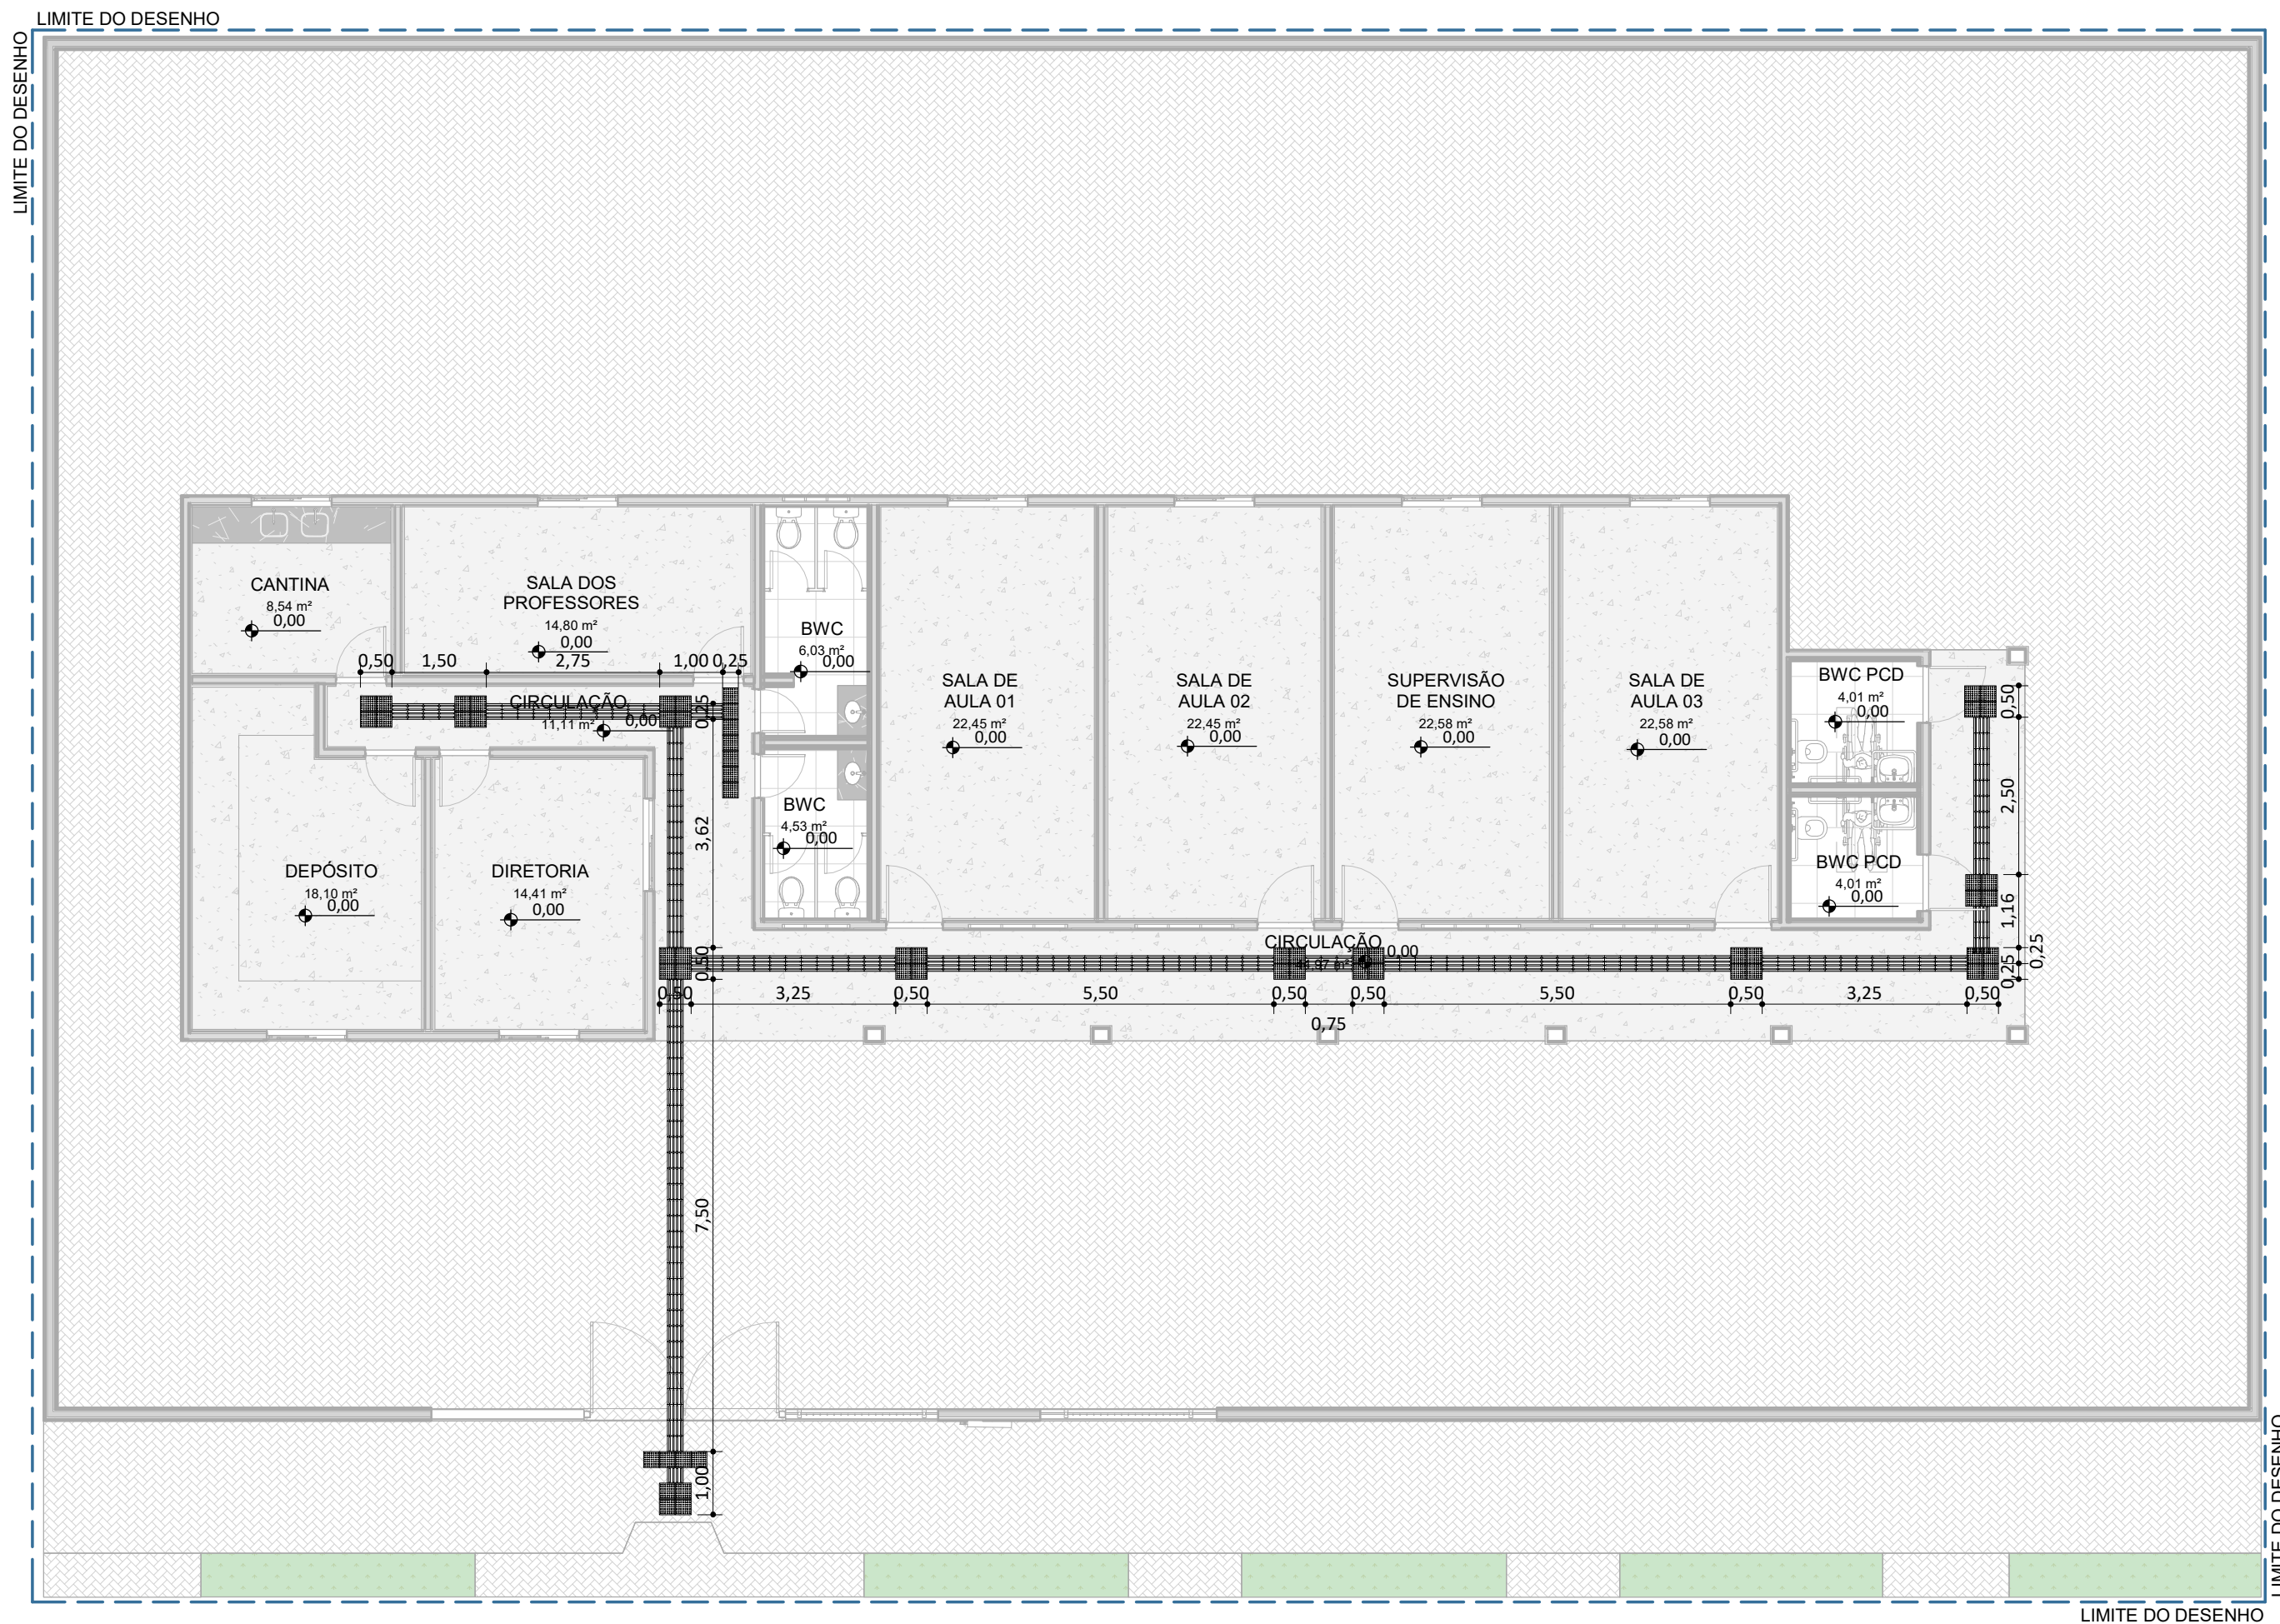 LIMITE DO DESENHO
LIMITE DO DESENHO
CANTINA
8,54 m²
0,00
SALA DOS
PROFESSORES
14,80 m²
0,00
BWC
6,03 m²
0,00
0,50
1,50
2,75
1,00
0,25
CIRCULAÇÃO
11,11 m²
0,00
0,25
SALA DE
AULA 01
22,45 m²
0,00
SALA DE
AULA 02
22,45 m²
0,00
SUPERVISÃO
DE ENSINO
22,58 m²
0,00
SALA DE
AULA 03
22,58 m²
0,00
BWC PCD
4,01 m²
0,00
0,50
2,50
BWC
4,53 m²
0,00
3,62
DEPÓSITO
18,10 m²
0,00
DIRETORIA
14,41 m²
0,00
BWC PCD
4,01 m²
0,00
1,16
CIRCULAÇÃO
0,00
0,50
0,25
0,25
0,50
3,25
0,50
5,50
0,50
0,50
5,50
0,50
3,25
0,50
0,75
7,50
1,00
LIMITE DO DESENHO
LIMITE DO DESENHO